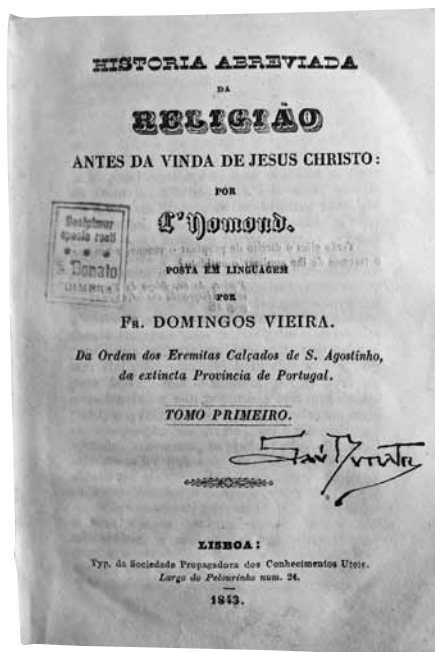 HISTORIA ABREVIADA
DA
RELIGIÃO
ANTES DA VINDA DE JESUS CHRISTO:
POR
L'Homond.
POSTA EM LINGUAGEM
POR
FR. DOMINGOS VIEIRA.
Da Ordem dos Eremitas Calçados de S. Agostinho,
da extincta Provincia de Portugal.
TOMO PRIMEIRO.
LISBOA:
Typ. da Sociedade Propagadora dos Conhecimentos Uteis.
Largo do Pelourinho num. 24.
1843.
Donato